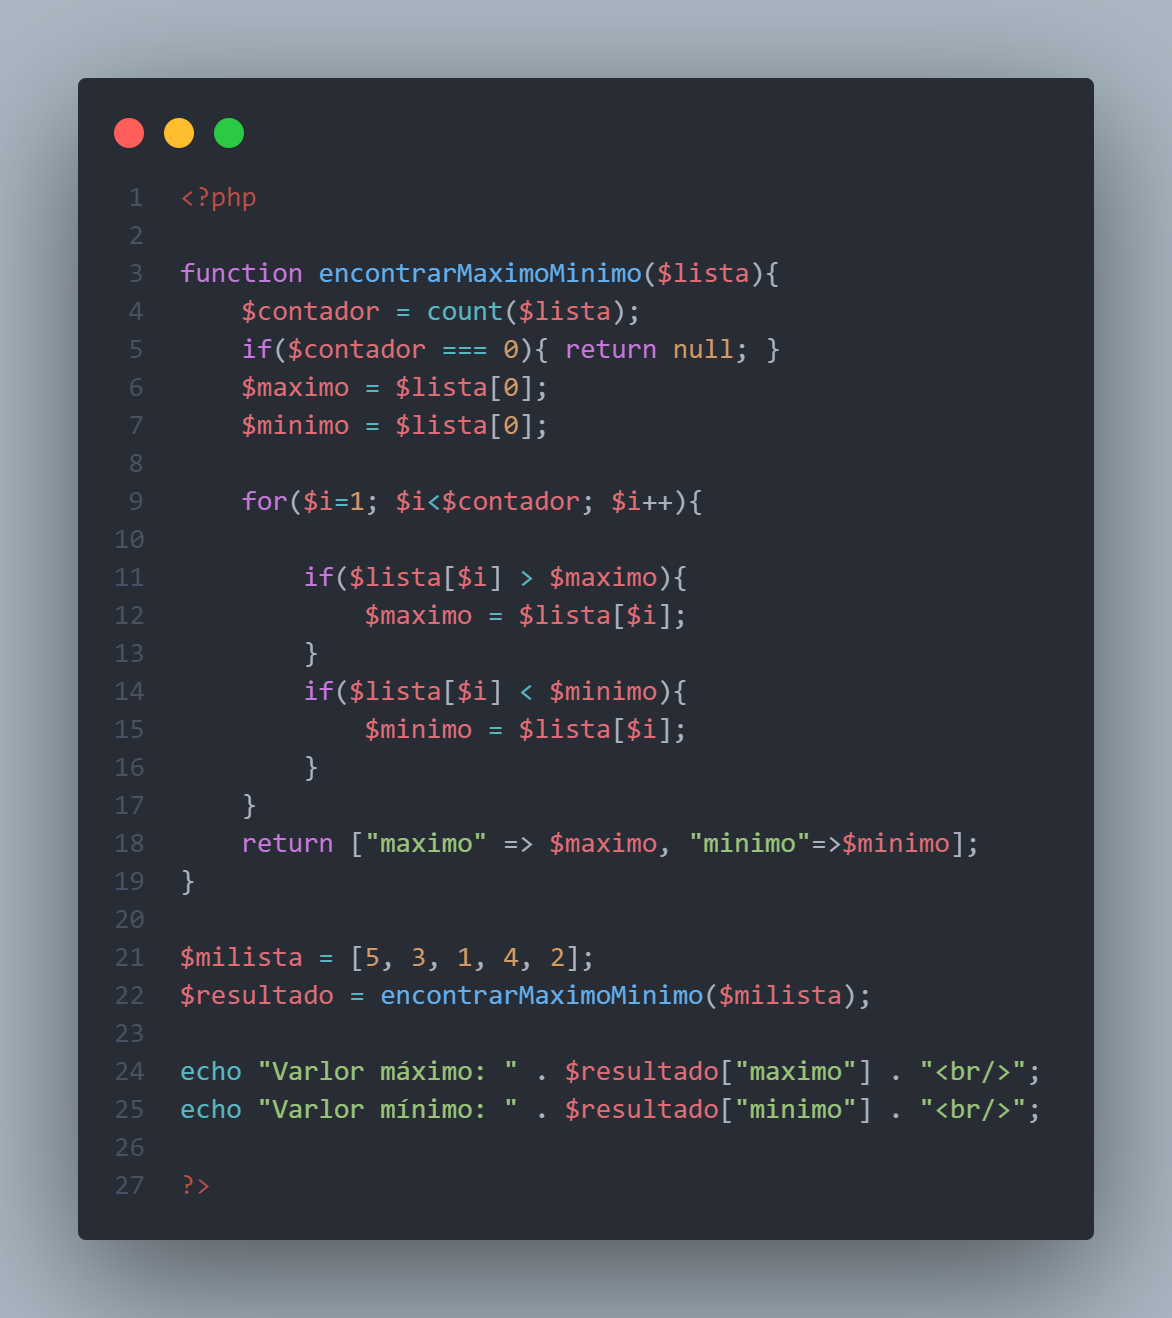 1 <?php
2
3 function encontrarMaximoMinimo($lista){
4     $contador = count($lista);
5     if($contador === 0){ return null; }
6     $maximo = $lista[0];
7     $minimo = $lista[0];
8
9     for($i=1; $i<$contador; $i++){
10
11         if($lista[$i] > $maximo){
12             $maximo = $lista[$i];
13         }
14         if($lista[$i] < $minimo){
15             $minimo = $lista[$i];
16         }
17     }
18     return ["maximo" => $maximo, "minimo"=>$minimo];
19 }
20
21 $milista = [5, 3, 1, 4, 2];
22 $resultado = encontrarMaximoMinimo($milista);
23
24 echo "Varlor máximo: " . $resultado["maximo"] . "<br/>";
25 echo "Varlor mínimo: " . $resultado["minimo"] . "<br/>";
26
27 ?>